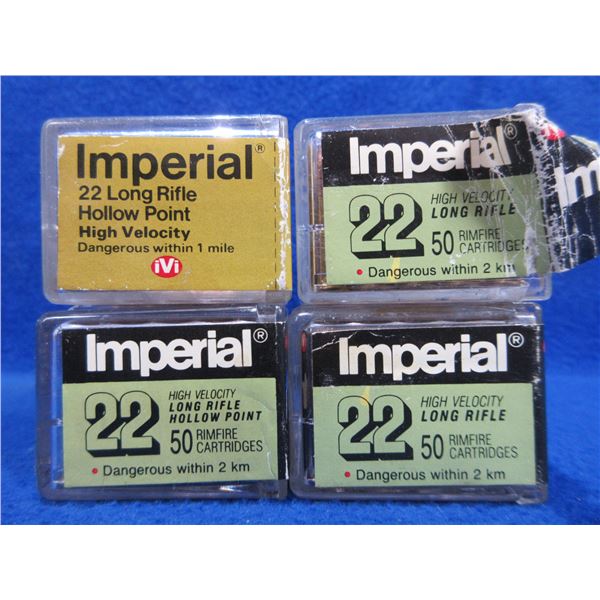 Imperial®
22 Long Rifle
Hollow Point
High Velocity
Dangerous within 1 mile
iVi
Imperial®
22
HIGH VELOCITY
LONG RIFLE
50 RIMFIRE
CARTRIDGES
• Dangerous within 2 km
Im
Imperial®
22
HIGH VELOCITY
LONG RIFLE
HOLLOW POINT
50 RIMFIRE
CARTRIDGES
• Dangerous within 2 km
Imperial®
22
HIGH VELOCITY
LONG RIFLE
50 RIMFIRE
CARTRIDGES
• Dangerous within 2 km